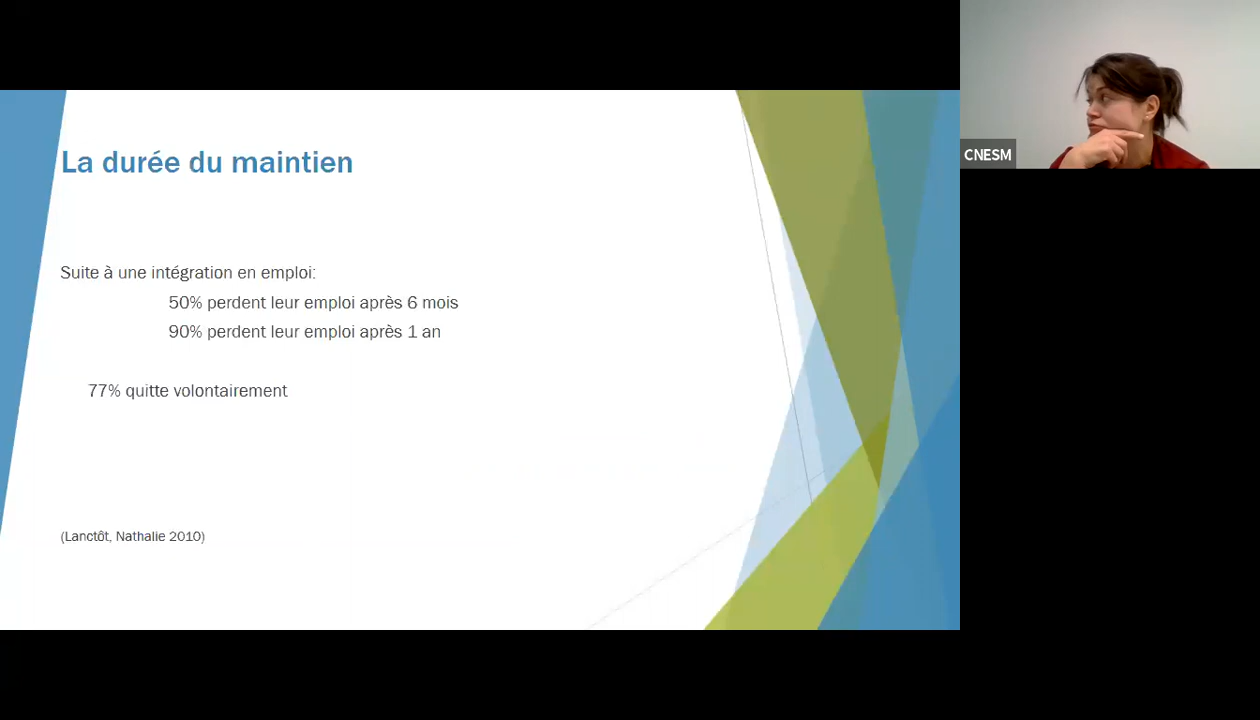 La durée du maintien
Suite à une intégration en emploi:
50% perdent leur emploi après 6 mois
90% perdent leur emploi après 1 an
77% quitte volontairement
(Lanctôt, Nathalie 2010)
CNESM